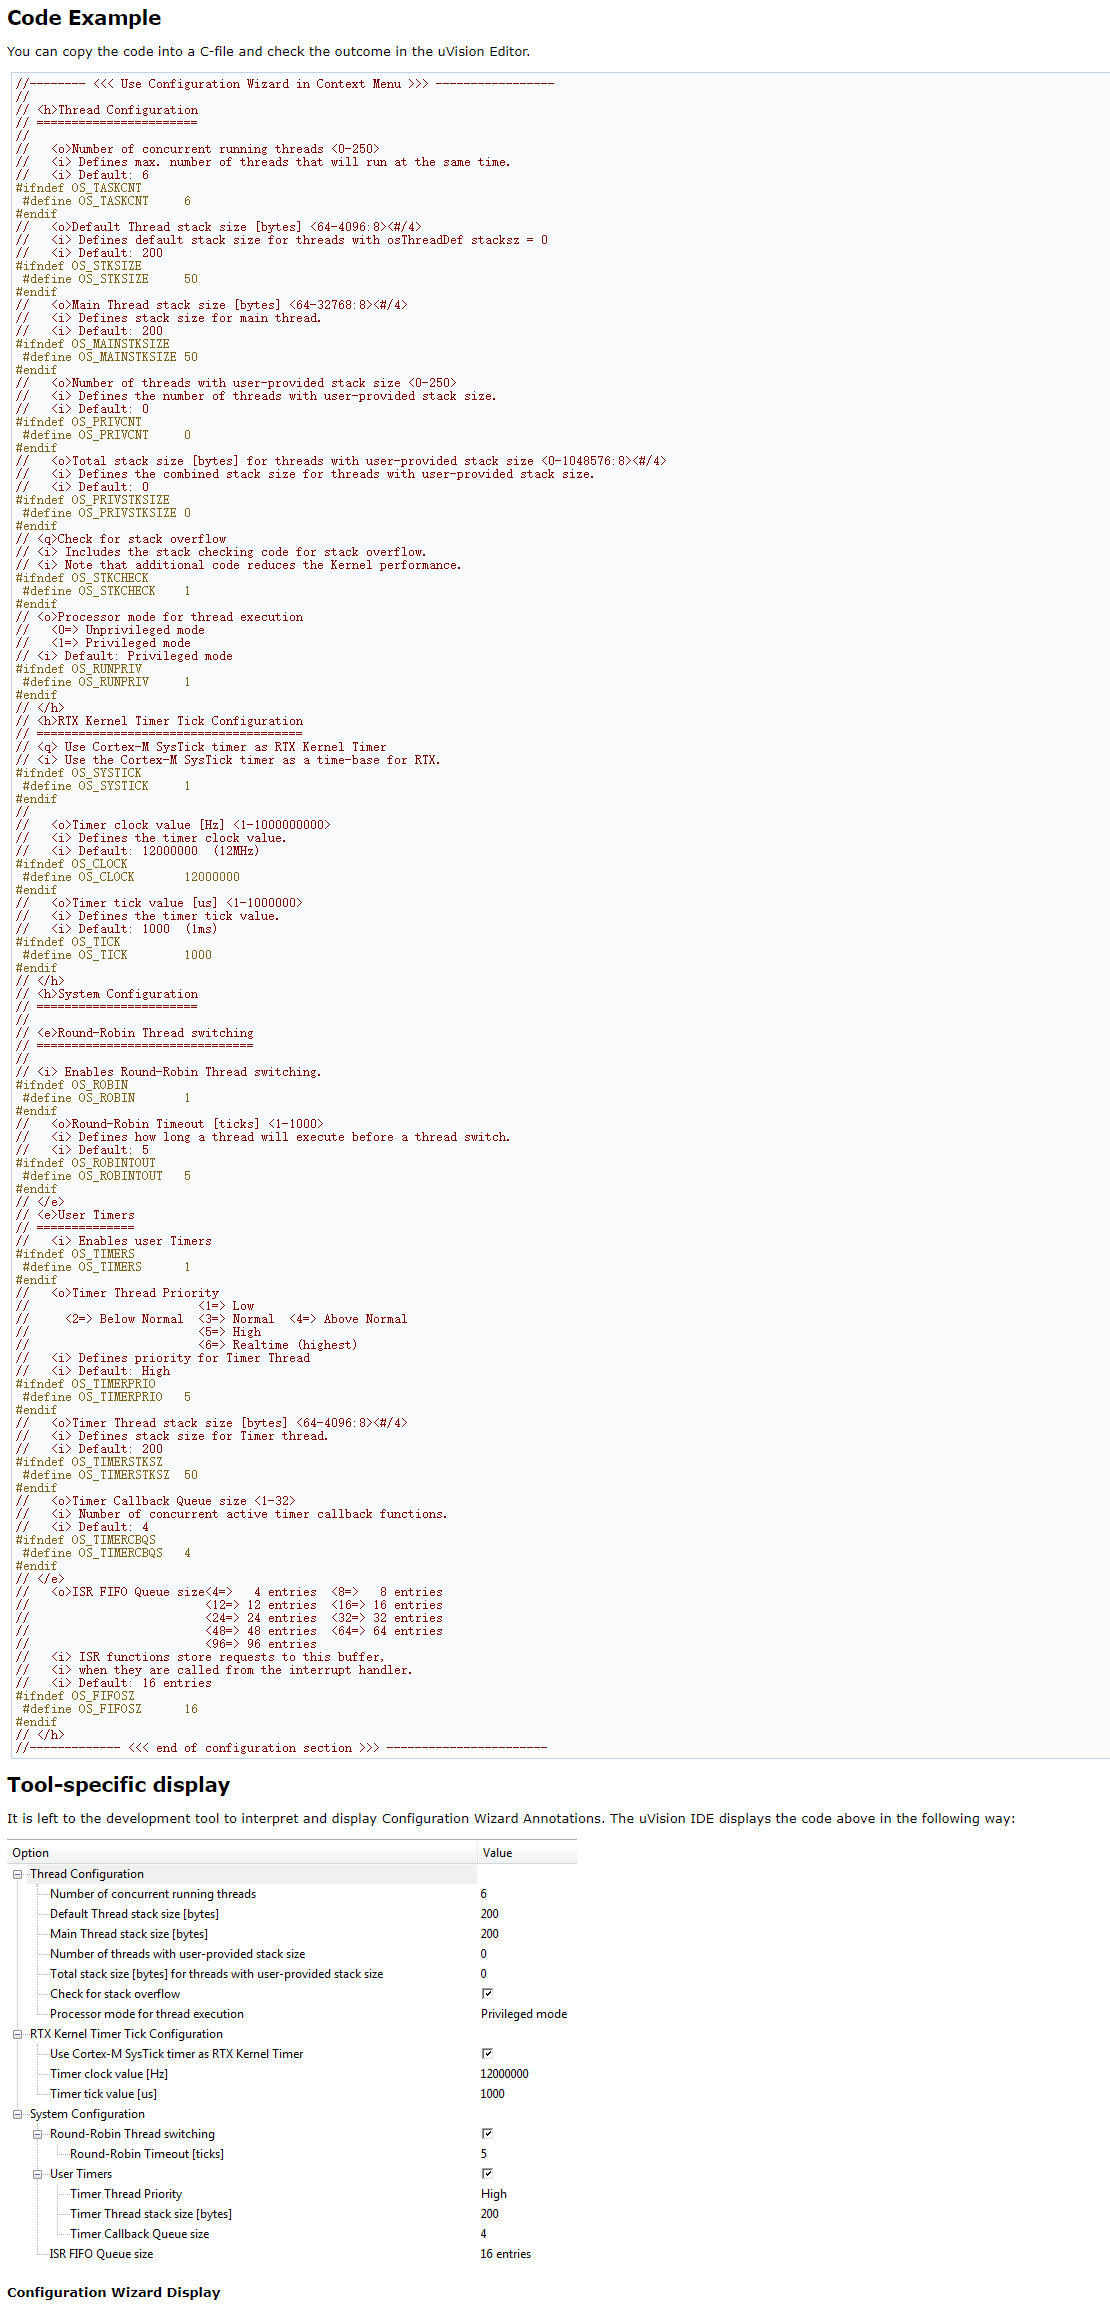 Code Example
You can copy the code into a C-file and check the outcome in the uVision Editor.
//-------- <<< Use Configuration Wizard in Context Menu >>> -----------------
//
// <h>Thread Configuration
// =======================
//
//   <o>Number of concurrent running threads <0-250>
//   <i> Defines max. number of threads that will run at the same time.
//   <i> Default: 6
#ifndef OS_TASKCNT
 #define OS_TASKCNT     6
#endif
//   <o>Default Thread stack size [bytes] <64-4096:8><#/4>
//   <i> Defines default stack size for threads with osThreadDef stacksz = 0
//   <i> Default: 200
#ifndef OS_STKSIZE
 #define OS_STKSIZE     50
#endif
//   <o>Main Thread stack size [bytes] <64-32768:8><#/4>
//   <i> Defines stack size for main thread.
//   <i> Default: 200
#ifndef OS_MAINSTKSIZE
 #define OS_MAINSTKSIZE 50
#endif
//   <o>Number of threads with user-provided stack size <0-250>
//   <i> Defines the number of threads with user-provided stack size.
//   <i> Default: 0
#ifndef OS_PRIVCNT
 #define OS_PRIVCNT     0
#endif
//   <o>Total stack size [bytes] for threads with user-provided stack size <0-1048576:8><#/4>
//   <i> Defines the combined stack size for threads with user-provided stack size.
//   <i> Default: 0
#ifndef OS_PRIVSTKSIZE
 #define OS_PRIVSTKSIZE 0
#endif
// <q>Check for stack overflow
// <i> Includes the stack checking code for stack overflow.
// <i> Note that additional code reduces the Kernel performance.
#ifndef OS_STKCHECK
 #define OS_STKCHECK    1
#endif
// <o>Processor mode for thread execution
//   <0=> Unprivileged mode
//   <1=> Privileged mode
// <i> Default: Privileged mode
#ifndef OS_RUNPRIV
 #define OS_RUNPRIV     1
#endif
// </h>
// <h>RTX Kernel Timer Tick Configuration
// ======================================
// <q> Use Cortex-M SysTick timer as RTX Kernel Timer
// <i> Use the Cortex-M SysTick timer as a time-base for RTX.
#ifndef OS_SYSTICK
 #define OS_SYSTICK     1
#endif
//
//   <o>Timer clock value [Hz] <1-1000000000>
//   <i> Defines the timer clock value.
//   <i> Default: 12000000  (12MHz)
#ifndef OS_CLOCK
 #define OS_CLOCK       12000000
#endif
//   <o>Timer tick value [us] <1-1000000>
//   <i> Defines the timer tick value.
//   <i> Default: 1000  (1ms)
#ifndef OS_TICK
 #define OS_TICK        1000
#endif
// </h>
// <h>System Configuration
// =======================
//
// <e>Round-Robin Thread switching
// ===============================
//
// <i> Enables Round-Robin Thread switching.
#ifndef OS_ROBIN
 #define OS_ROBIN       1
#endif
//   <o>Round-Robin Timeout [ticks] <1-1000>
//   <i> Defines how long a thread will execute before a thread switch.
//   <i> Default: 5
#ifndef OS_ROBINTOUT
 #define OS_ROBINTOUT   5
#endif
// </e>
// <e>User Timers
// ==============
//   <i> Enables user Timers
#ifndef OS_TIMERS
 #define OS_TIMERS      1
#endif
//   <o>Timer Thread Priority
//                        <1=> Low
//     <2=> Below Normal  <3=> Normal  <4=> Above Normal
//                        <5=> High
//                        <6=> Realtime (highest)
//   <i> Defines priority for Timer Thread
//   <i> Default: High
#ifndef OS_TIMERPRIO
 #define OS_TIMERPRIO   5
#endif
//   <o>Timer Thread stack size [bytes] <64-4096:8><#/4>
//   <i> Defines stack size for Timer thread.
//   <i> Default: 200
#ifndef OS_TIMERSTKSZ
 #define OS_TIMERSTKSZ  50
#endif
//   <o>Timer Callback Queue size <1-32>
//   <i> Number of concurrent active timer callback functions.
//   <i> Default: 4
#ifndef OS_TIMERCBQS
 #define OS_TIMERCBQS   4
#endif
// </e>
//   <o>ISR FIFO Queue size<4=>   4 entries  <8=>   8 entries
//                         <12=> 12 entries  <16=> 16 entries
//                         <24=> 24 entries  <32=> 32 entries
//                         <48=> 48 entries  <64=> 64 entries
//                         <96=> 96 entries
//   <i> ISR functions store requests to this buffer,
//   <i> when they are called from the interrupt handler.
//   <i> Default: 16 entries
#ifndef OS_FIFOSZ
 #define OS_FIFOSZ      16
#endif
// </h>
//------------- <<< end of configuration section >>> -----------------------
Tool-specific display
It is left to the development tool to interpret and display Configuration Wizard Annotations. The uVision IDE displays the code above in the following way:
Option Value
Thread Configuration
Number of concurrent running threads 6
Default Thread stack size [bytes] 200
Main Thread stack size [bytes] 200
Number of threads with user-provided stack size 0
Total stack size [bytes] for threads with user-provided stack size 0
Check for stack overflow
Processor mode for thread execution Privileged mode
RTX Kernel Timer Tick Configuration
Use Cortex-M SysTick timer as RTX Kernel Timer
Timer clock value [Hz] 12000000
Timer tick value [us] 1000
System Configuration
Round-Robin Thread switching
Round-Robin Timeout [ticks] 5
User Timers
Timer Thread Priority High
Timer Thread stack size [bytes] 200
Timer Callback Queue size 4
ISR FIFO Queue size 16 entries
Configuration Wizard Display